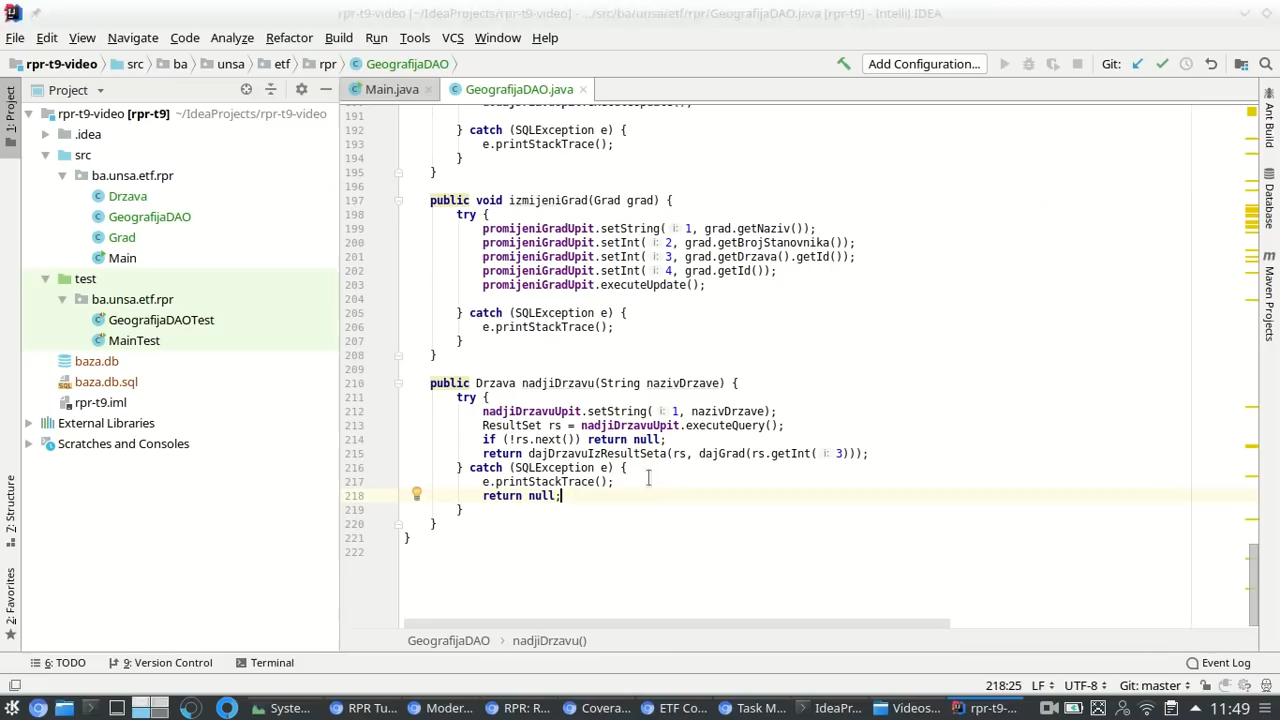 rpr-t9-video [~/IdeaProjects/rpr-t9-video] - .../src/ba/unsa/etf/rpr/GeografijaDAO.java [rpr-t9] - IntelliJ IDEA
File Edit View Navigate Code Analyze Refactor Build Run Tools VCS Window Help
rpr-t9-video src ba unsa etf rpr GeografijaDAO Add Configuration... Git:
1: Project
Project
Main.java
GeografijaDAO.java
rpr-t9-video [rpr-t9] ~/IdeaProjects/rpr-t9-video
.idea
src
ba.unsa.etf.rpr
Drzava
GeografijaDAO
Grad
Main
test
ba.unsa.etf.rpr
GeografijaDAOTest
MainTest
baza.db
baza.db.sql
rpr-t9.iml
External Libraries
Scratches and Consoles
7: Structure
2: Favorites
191
192 } catch (SQLException e) {
193 e.printStackTrace();
194 }
195 }
196
197 public void izmijeniGrad(Grad grad) {
198 try {
199 promijeniGradUpit.setString( i: 1, grad.getNaziv());
200 promijeniGradUpit.setInt( i: 2, grad.getBrojStanovnika());
201 promijeniGradUpit.setInt( i: 3, grad.getDrzava().getId());
202 promijeniGradUpit.setInt( i: 4, grad.getId());
203 promijeniGradUpit.executeUpdate();
204
205 } catch (SQLException e) {
206 e.printStackTrace();
207 }
208 }
209
210 public Drzava nadjiDrzavu(String nazivDrzave) {
211 try {
212 nadjiDrzavuUpit.setString( i: 1, nazivDrzave);
213 ResultSet rs = nadjiDrzavuUpit.executeQuery();
214 if (!rs.next()) return null;
215 return dajDrzavuIzResultSeta(rs, dajGrad(rs.getInt( i: 3)));
216 } catch (SQLException e) {
217 e.printStackTrace();
218 return null;
219 }
220 }
221 }
222
GeografijaDAO nadjiDrzavu()
Ant Build
Database
Maven Projects
6: TODO 9: Version Control Terminal Event Log
218:25 LF UTF-8 Git: master
Syste... RPR Tu... Moder... RPR: R... Covera... ETF Co... Task M... IdeaPr... Videos... rpr-t9-... 11:49